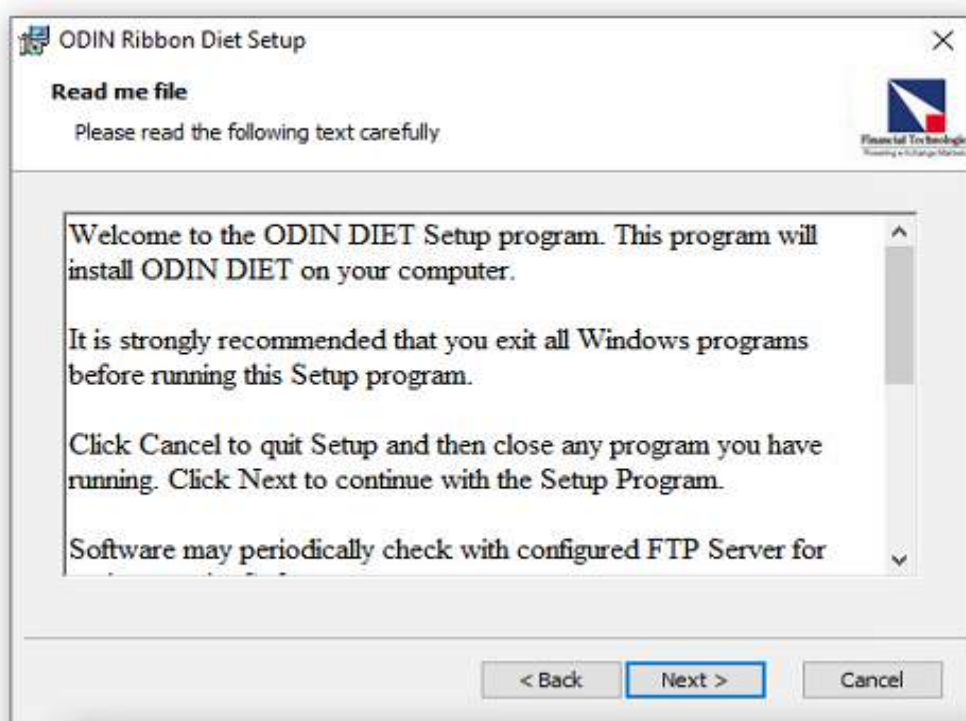 ODIN Ribbon Diet Setup
Read me file
Please read the following text carefully
Financial Technologie
Welcome to the ODIN DIET Setup program. This program will
install ODIN DIET on your computer.
It is strongly recommended that you exit all Windows programs
before running this Setup program.
Click Cancel to quit Setup and then close any program you have
running. Click Next to continue with the Setup Program.
Software may periodically check with configured FTP Server for
< Back
Next >
Cancel